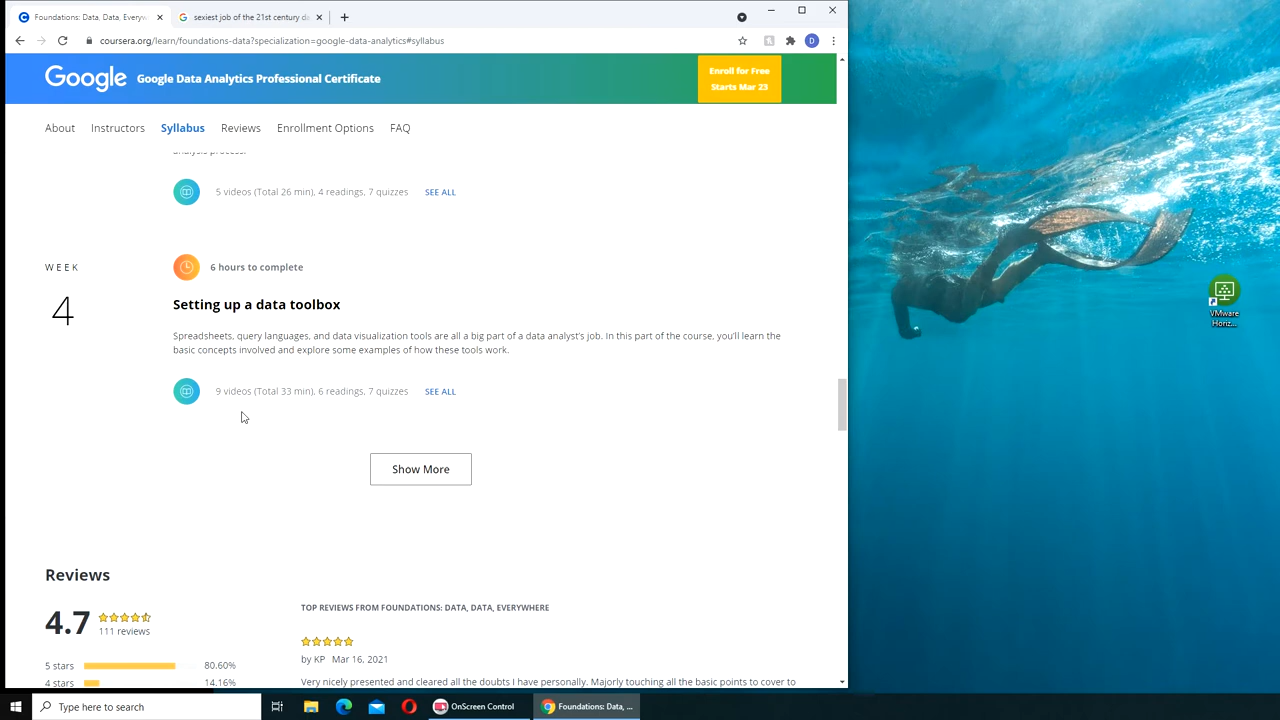 Foundations: Data, Data, Everyw
sexiest job of the 21st century da
coursera.org/learn/foundations-data?specialization=google-data-analytics#syllabus
D
Google Google Data Analytics Professional Certificate
Enroll for Free
Starts Mar 23
About Instructors Syllabus Reviews Enrollment Options FAQ
analysis process.
5 videos (Total 26 min), 4 readings, 7 quizzes SEE ALL
WEEK
4
6 hours to complete
Setting up a data toolbox
Spreadsheets, query languages, and data visualization tools are all a big part of a data analyst's job. In this part of the course, you'll learn the
basic concepts involved and explore some examples of how these tools work.
9 videos (Total 33 min), 6 readings, 7 quizzes SEE ALL
Show More
Reviews
4.7
111 reviews
5 stars 80.60%
4 stars 14.16%
TOP REVIEWS FROM FOUNDATIONS: DATA, DATA, EVERYWHERE
by KP Mar 16, 2021
Very nicely presented and cleared all the doubts I have personally. Majorly touching all the basic points to cover to
VMware
Horiz...
Type here to search
OnScreen Control
Foundations: Data, ...